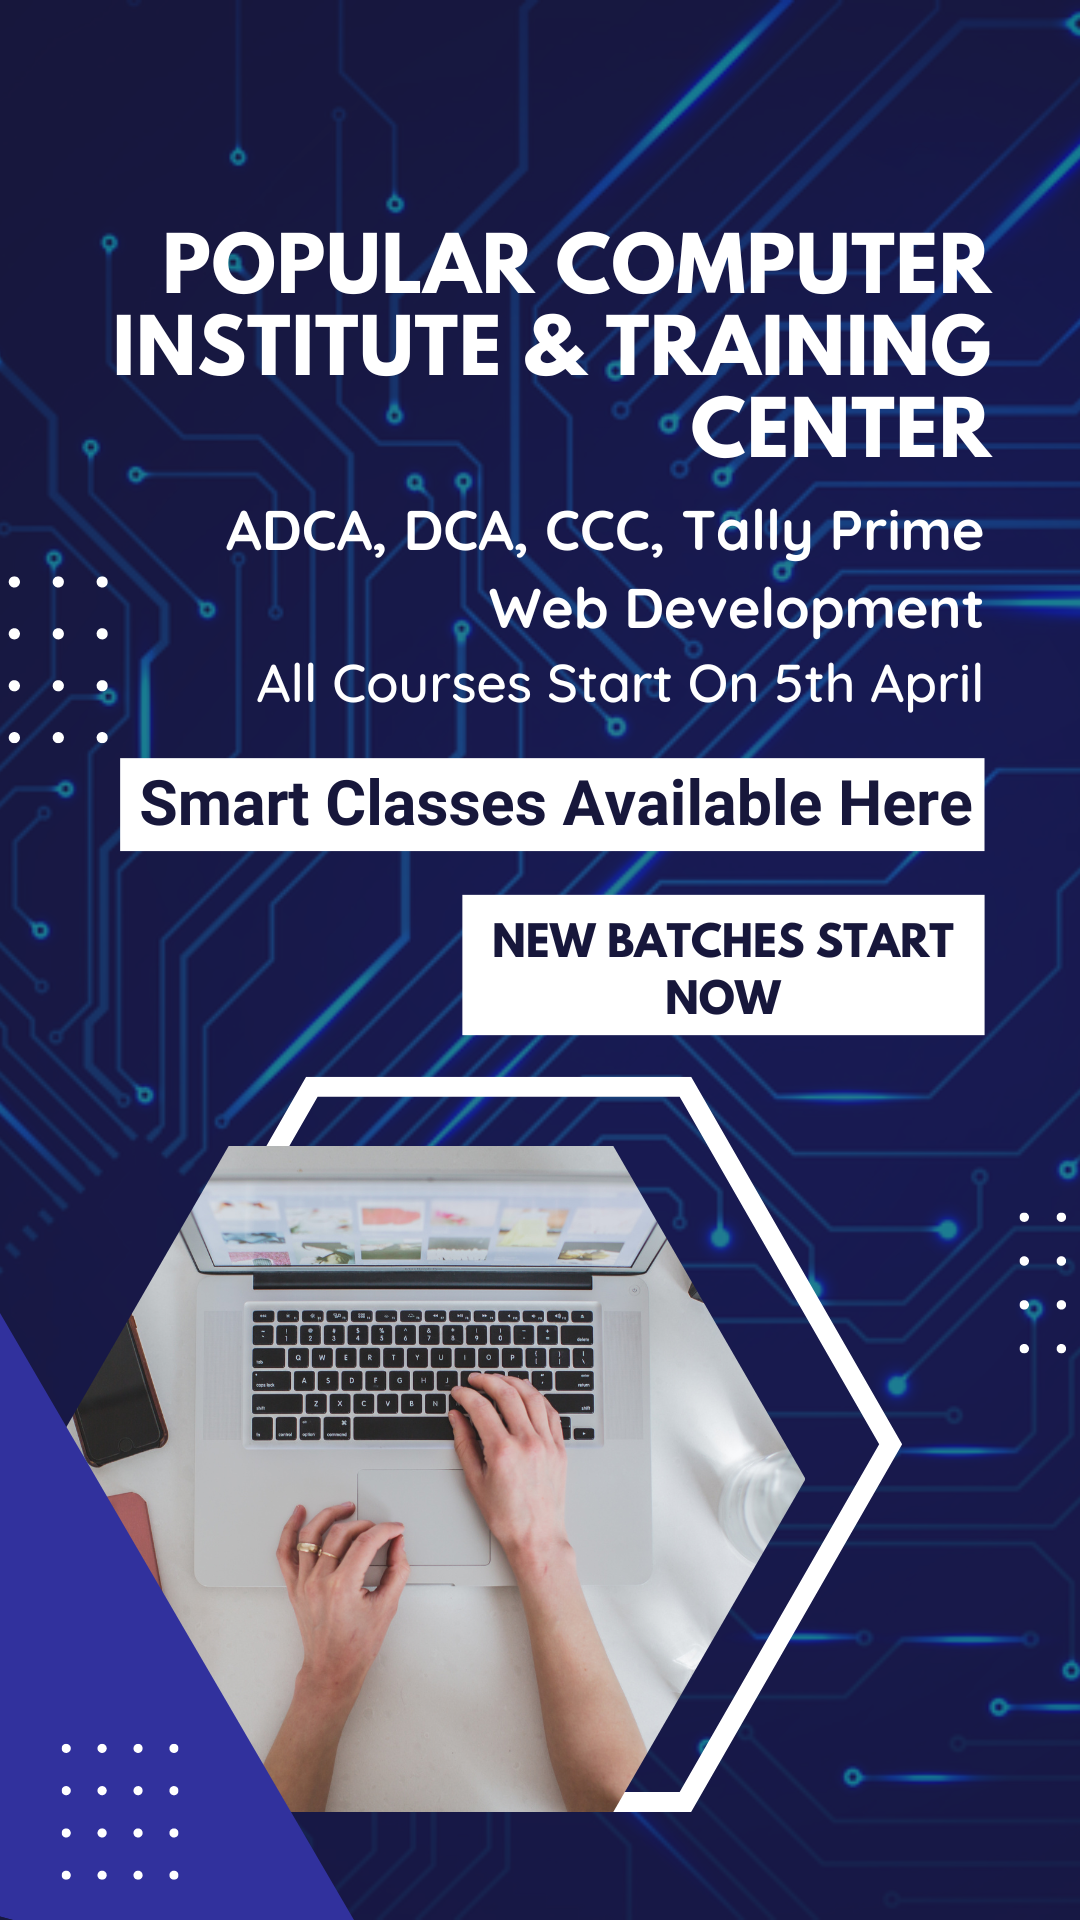 POPULAR COMPUTER
INSTITUTE & TRAINING
CENTER
ADCA, DCA, CCC, Tally Prime
Web Development
All Courses Start On 5th April
Smart Classes Available Here
NEW BATCHES START
NOW